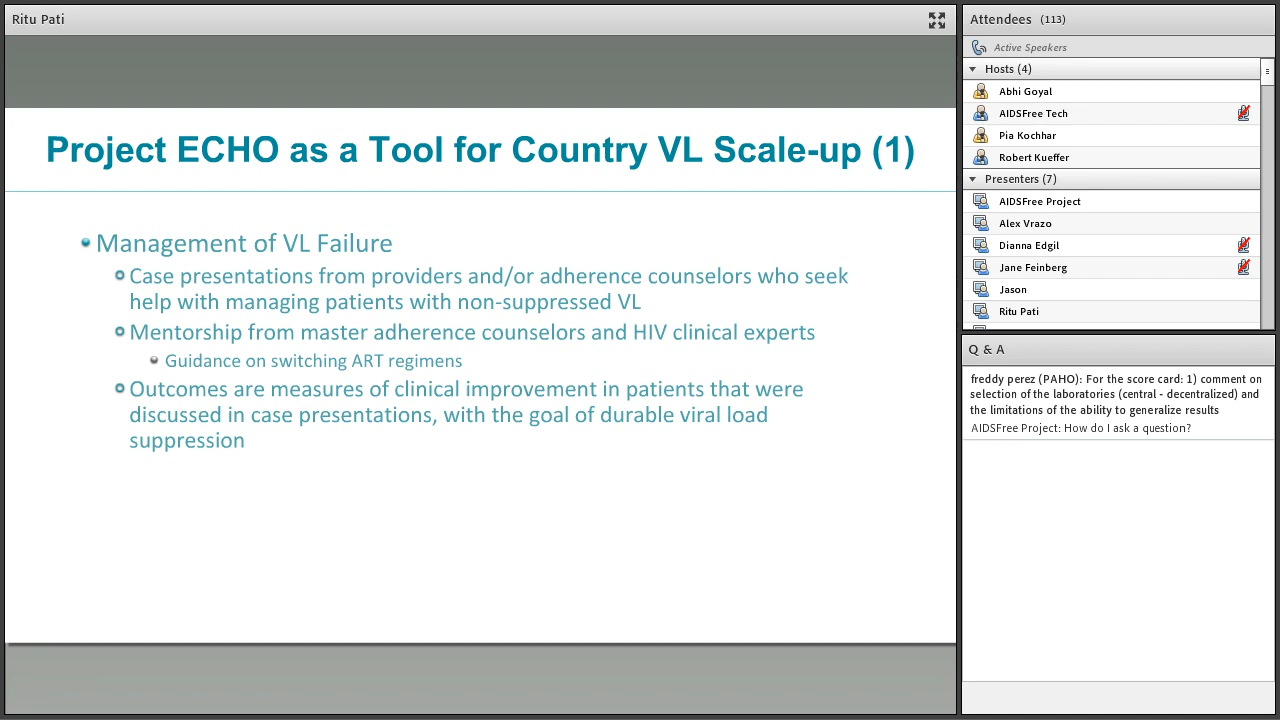 Ritu Pati
Project ECHO as a Tool for Country VL Scale-up (1)
Management of VL Failure
Case presentations from providers and/or adherence counselors who seek
help with managing patients with non-suppressed VL
Mentorship from master adherence counselors and HIV clinical experts
Guidance on switching ART regimens
Outcomes are measures of clinical improvement in patients that were
discussed in case presentations, with the goal of durable viral load
suppression
Attendees (113)
Active Speakers
Hosts (4)
Abhi Goyal
AIDSFree Tech
Pia Kochhar
Robert Kueffer
Presenters (7)
AIDSFree Project
Alex Vrazo
Dianna Edgil
Jane Feinberg
Jason
Ritu Pati
Q & A
freddy perez (PAHO): For the score card: 1) comment on
selection of the laboratories (central - decentralized) and
the limitations of the ability to generalize results
AIDSFree Project: How do I ask a question?